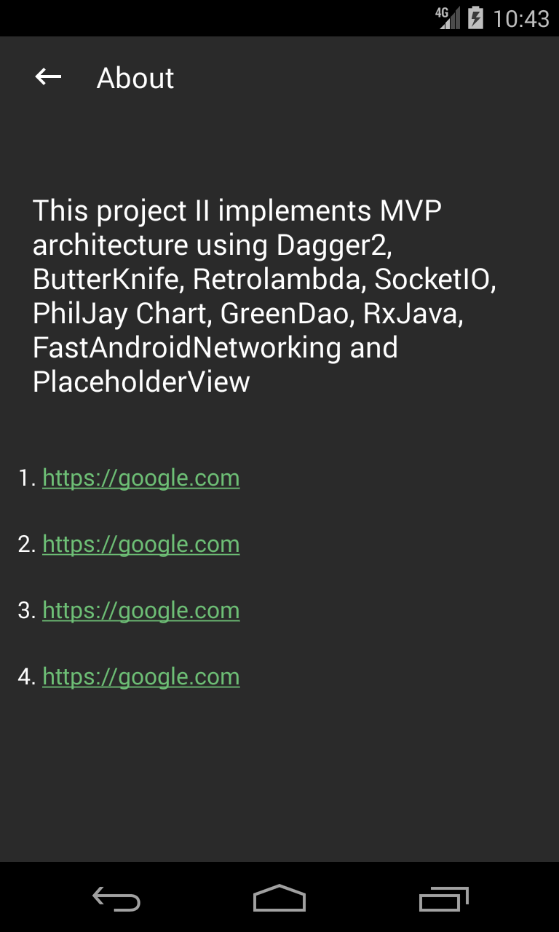 4G 10:43
About
This project II implements MVP
architecture using Dagger2,
ButterKnife, Retrolambda, SocketIO,
PhilJay Chart, GreenDao, RxJava,
FastAndroidNetworking and
PlaceholderView
1. https://google.com
2. https://google.com
3. https://google.com
4. https://google.com